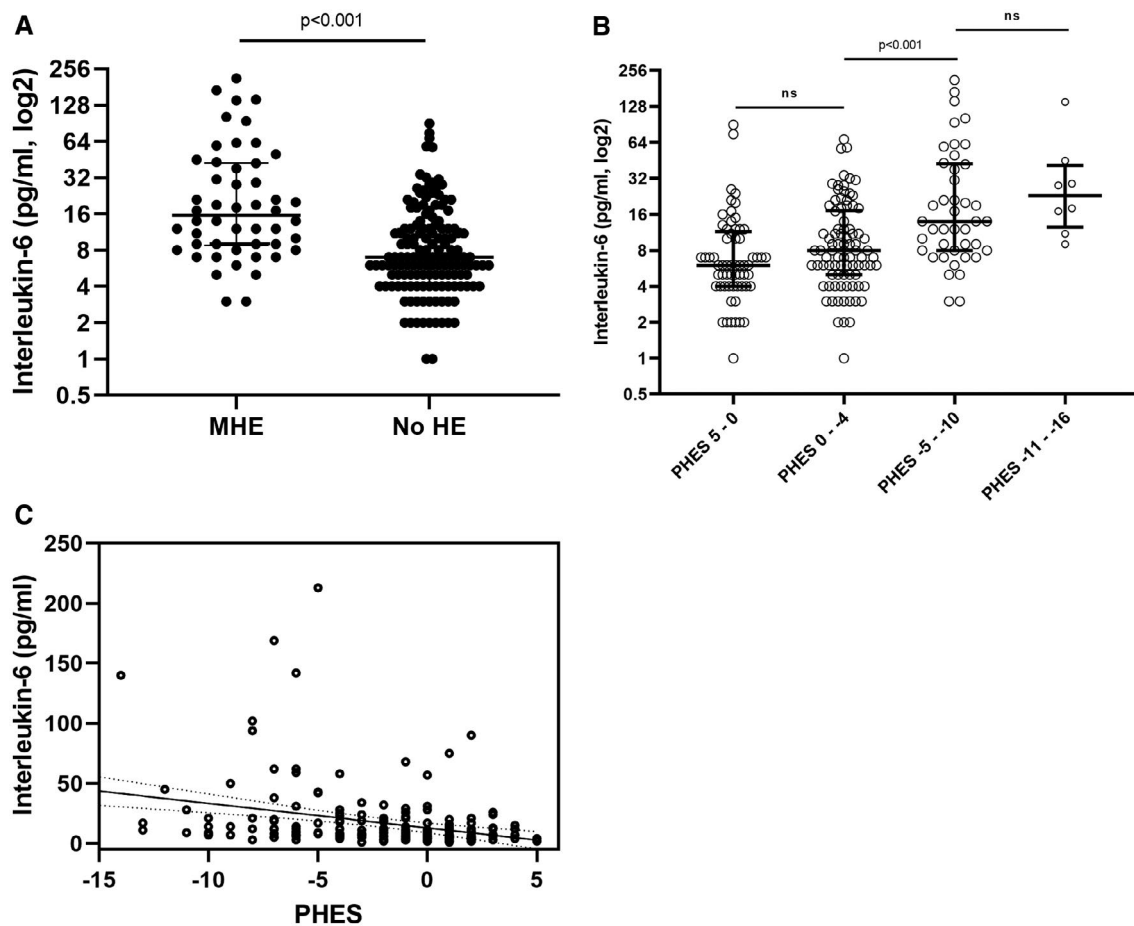 A
p<0.001
Interleukin-6 (pg/ml, log2)
256
128
64
32
16
8
4
2
1
0.5
MHE
No HE
B
ns
p<0.001
ns
Interleukin-6 (pg/ml, log2)
256
128
64
32
16
8
4
2
1
0.5
PHES 5 - 0
PHES 0 - -4
PHES -5 - -10
PHES -11 - -16
C
Interleukin-6 (pg/ml)
250
200
150
100
50
0
-15
-10
-5
0
5
PHES